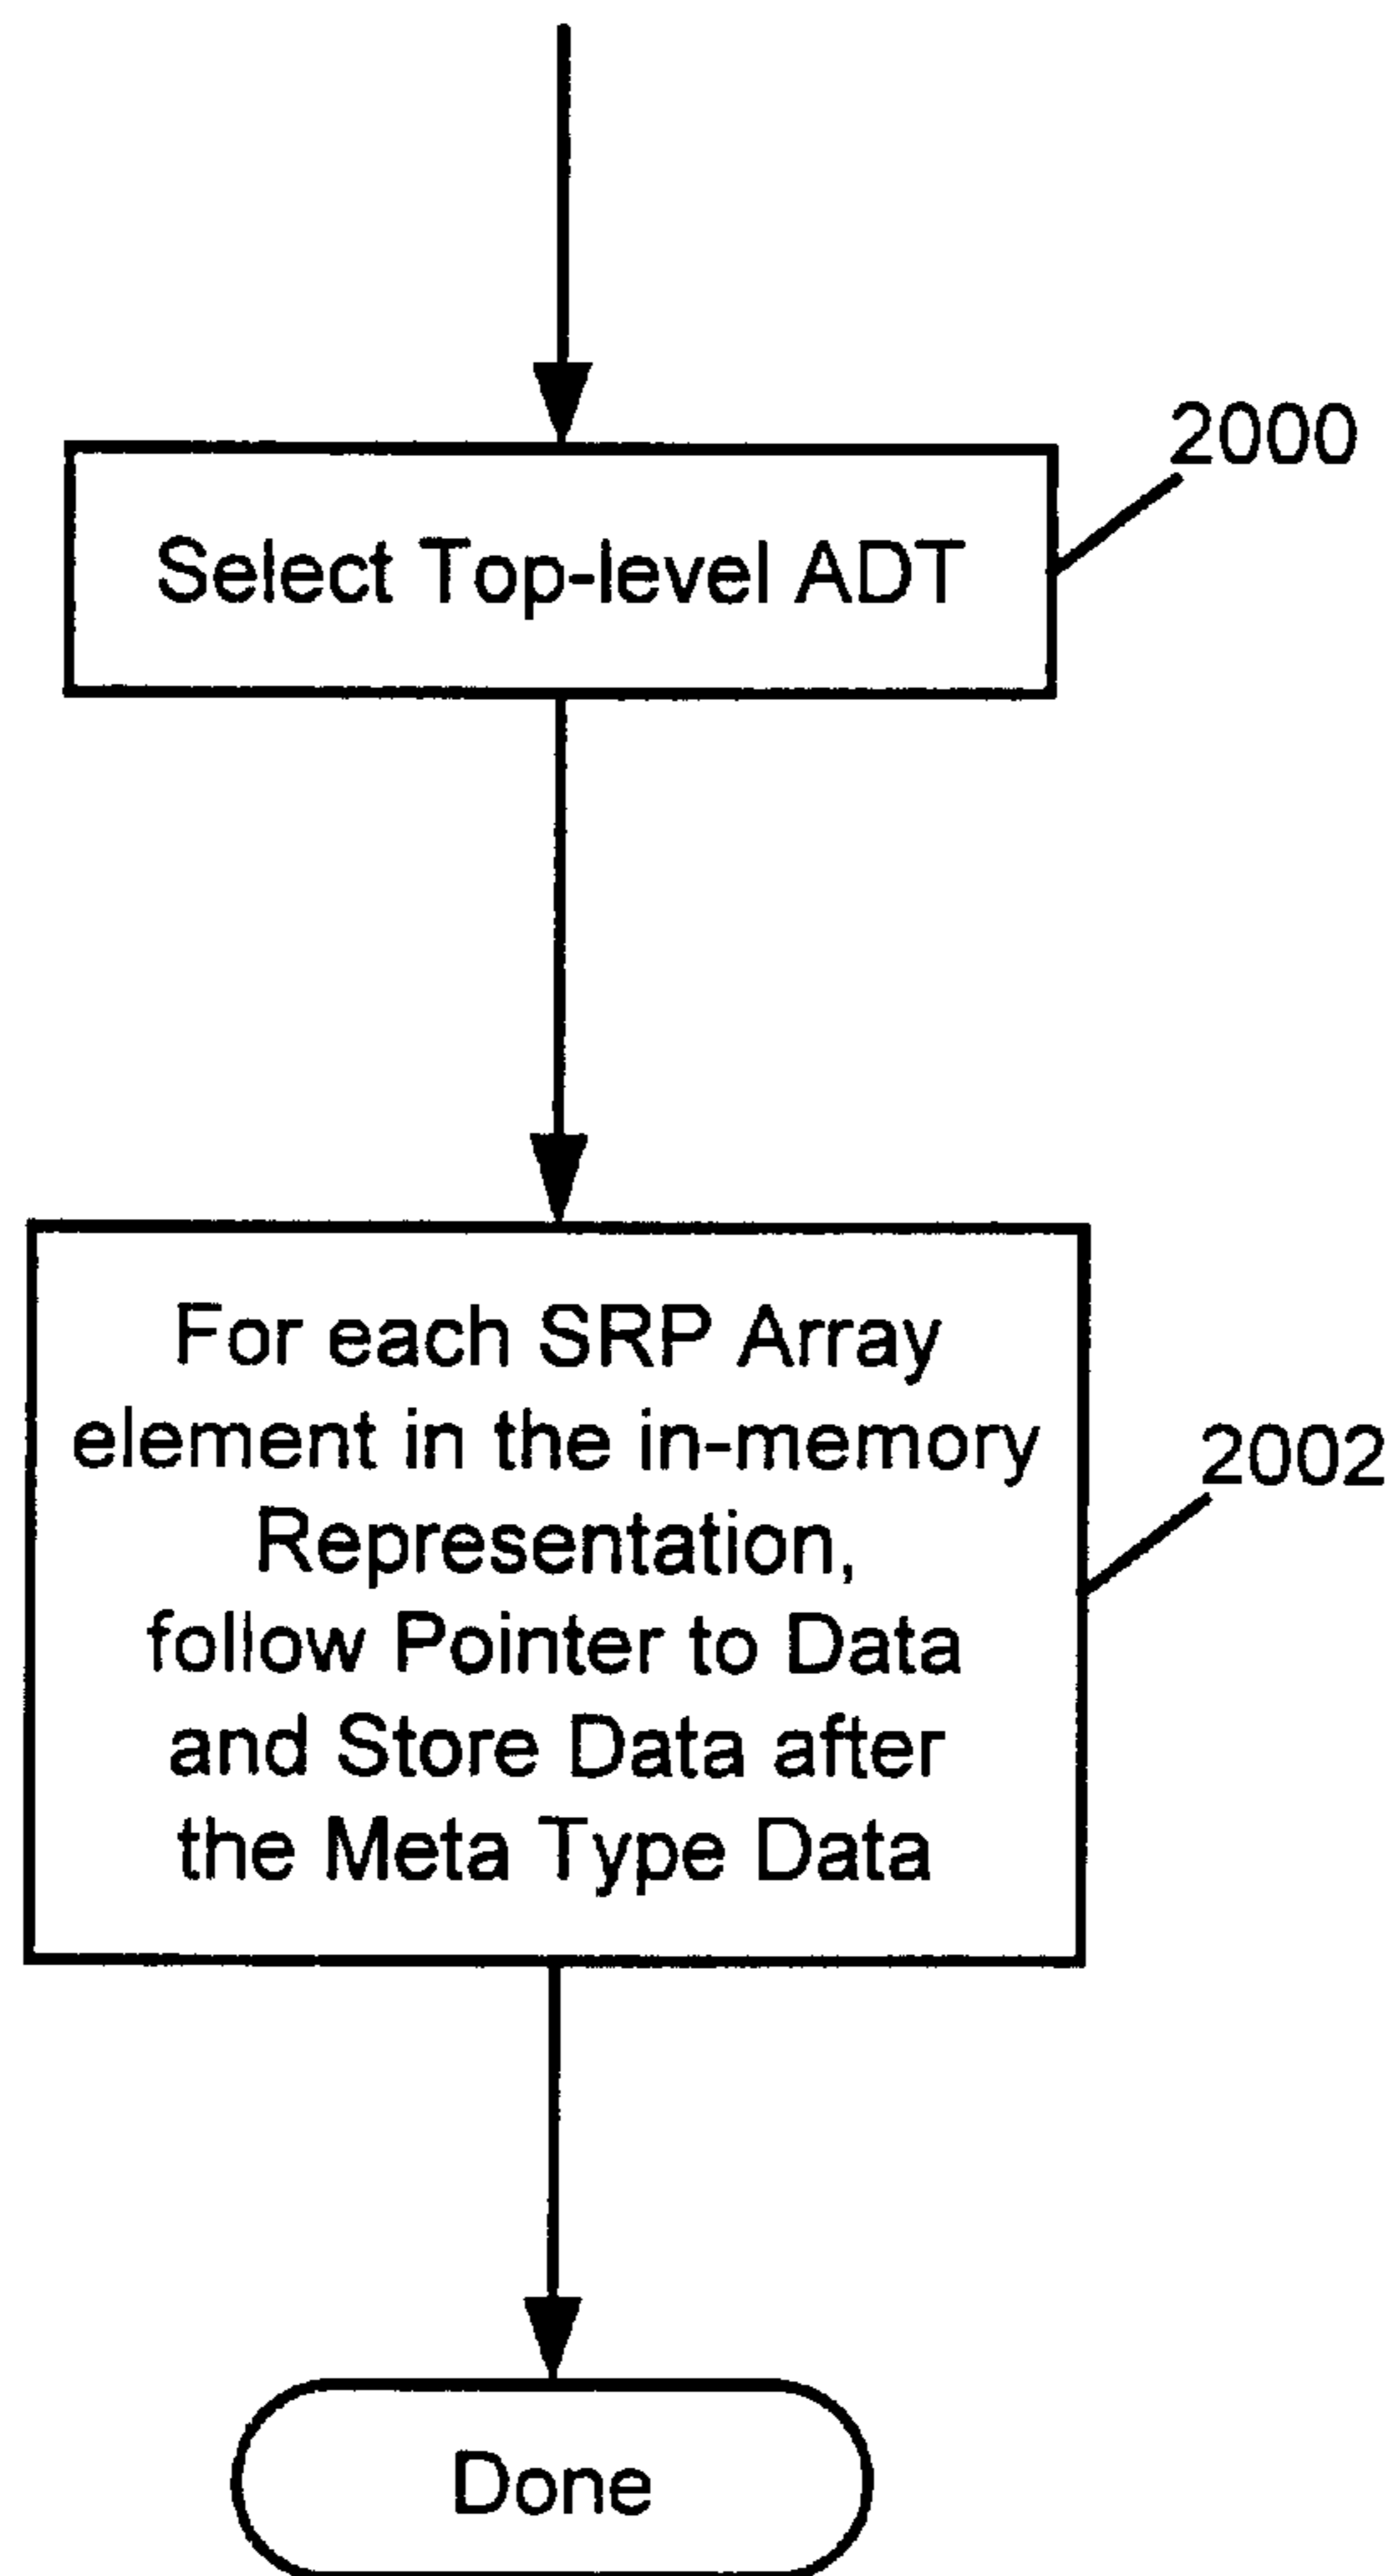 2000
Select Top-level ADT
For each SRP Array
element in the in-memory
Representation,
follow Pointer to Data
and Store Data after
the Meta Type Data
2002
Done